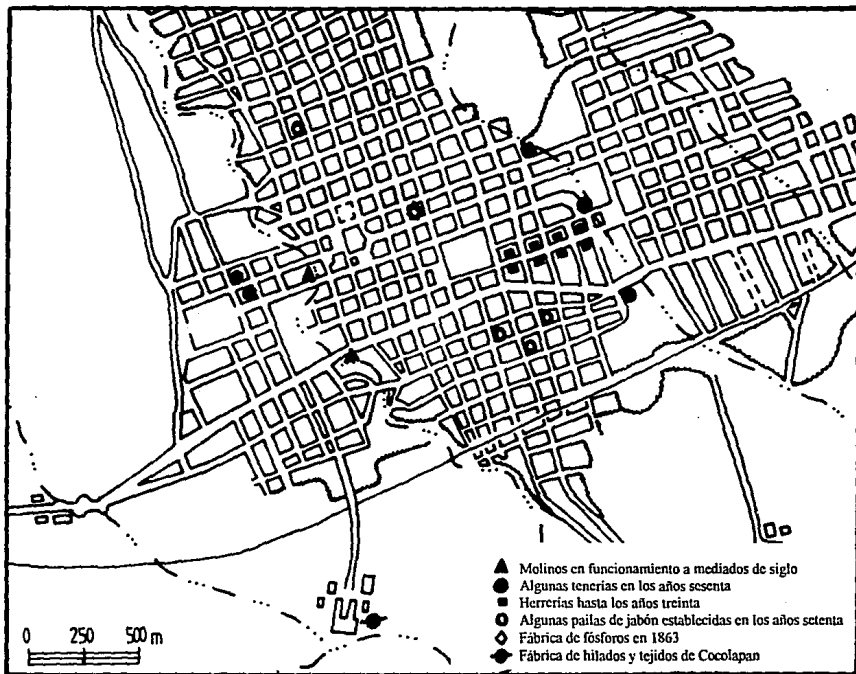 Molinos en funcionamiento a mediados de siglo
Algunas tenerías en los años sesenta
Herrerías hasta los años treinta
Algunas pailas de jabón establecidas en los años setenta
Fábrica de fósforos en 1863
Fábrica de hilados y tejidos de Cocolapan
0 250 500 m